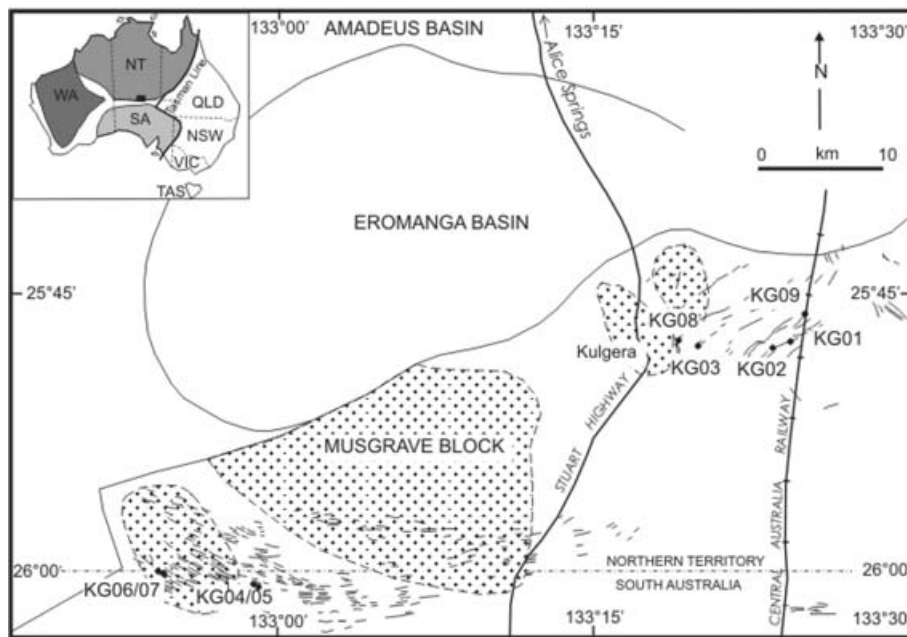 133°00'
AMADEUS BASIN
133°15'
133°30'
NT
WA
Tasman Line
QLD
SA
NSW
VIC
TAS
Alice Springs
N
0 km 10
EROMANGA BASIN
25°45'
25°45'
KG09
KG08
KG01
Kulgera
KG03
KG02
STUART HIGHWAY
CENTRAL AUSTRALIA RAILWAY
MUSGRAVE BLOCK
NORTHERN TERRITORY
26°00'
26°00'
SOUTH AUSTRALIA
KG06/07
KG04/05
133°00'
133°15'
133°30'